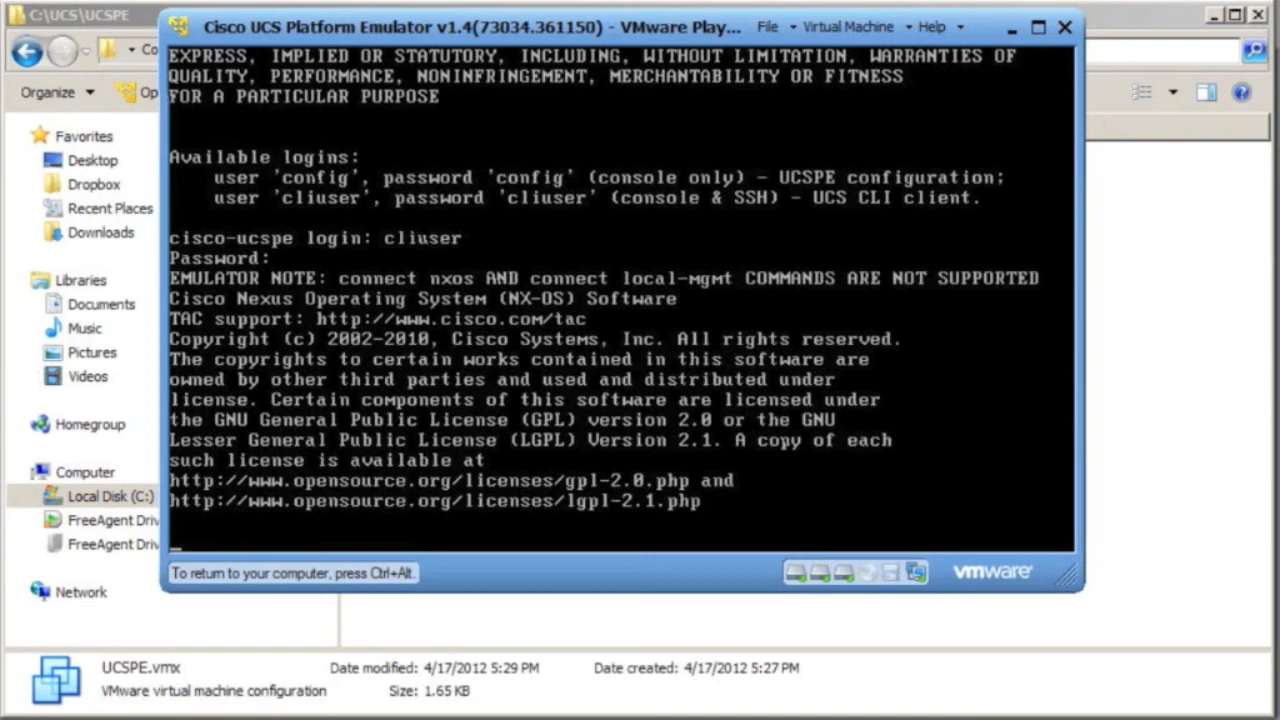 C:\UCS\UCSPE
Cisco UCS Platform Emulator v1.4(73034.361150) - VMware Play... File Virtual Machine Help
Co
Organize Op
EXPRESS, IMPLIED OR STATUTORY, INCLUDING, WITHOUT LIMITATION, WARRANTIES OF
QUALITY, PERFORMANCE, NONINFRINGEMENT, MERCHANTABILITY OR FITNESS
FOR A PARTICULAR PURPOSE
Available logins:
user 'config', password 'config' (console only) - UCSPE configuration;
user 'cliuser', password 'cliuser' (console & SSH) - UCS CLI client.
cisco-ucspe login: cliuser
Password:
EMULATOR NOTE: connect nxos AND connect local-mgmt COMMANDS ARE NOT SUPPORTED
Cisco Nexus Operating System (NX-OS) Software
TAC support: http://www.cisco.com/tac
Copyright (c) 2002-2010, Cisco Systems, Inc. All rights reserved.
The copyrights to certain works contained in this software are
owned by other third parties and used and distributed under
license. Certain components of this software are licensed under
the GNU General Public License (GPL) version 2.0 or the GNU
Lesser General Public License (LGPL) Version 2.1. A copy of each
such license is available at
http://www.opensource.org/licenses/gpl-2.0.php and
http://www.opensource.org/licenses/lgpl-2.1.php
To return to your computer, press Ctrl+Alt.
vmware
Favorites
Desktop
Dropbox
Recent Places
Downloads
Libraries
Documents
Music
Pictures
Videos
Homegroup
Computer
Local Disk (C:)
FreeAgent Driv
FreeAgent Driv
Network
UCSPE.vmx Date modified: 4/17/2012 5:29 PM Date created: 4/17/2012 5:27 PM
VMware virtual machine configuration Size: 1.65 KB